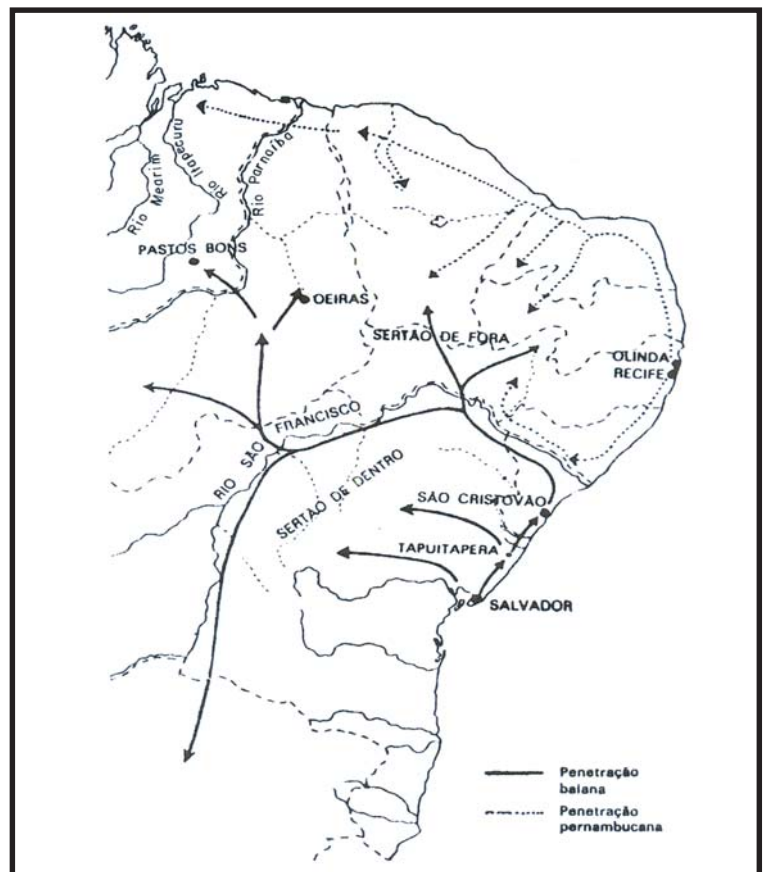 Rio Mearim
Rio Itapecuru
Rio Parnaíba
PASTOS BONS
OEIRAS
SERTÃO DE FORA
OLINDA
RECIFE
RIO SÃO FRANCISCO
SERTÃO DE DENTRO
SÃO CRISTOVÃO
TAPUITAPERA
SALVADOR
Penetração
baiana
Penetração
pernambucana